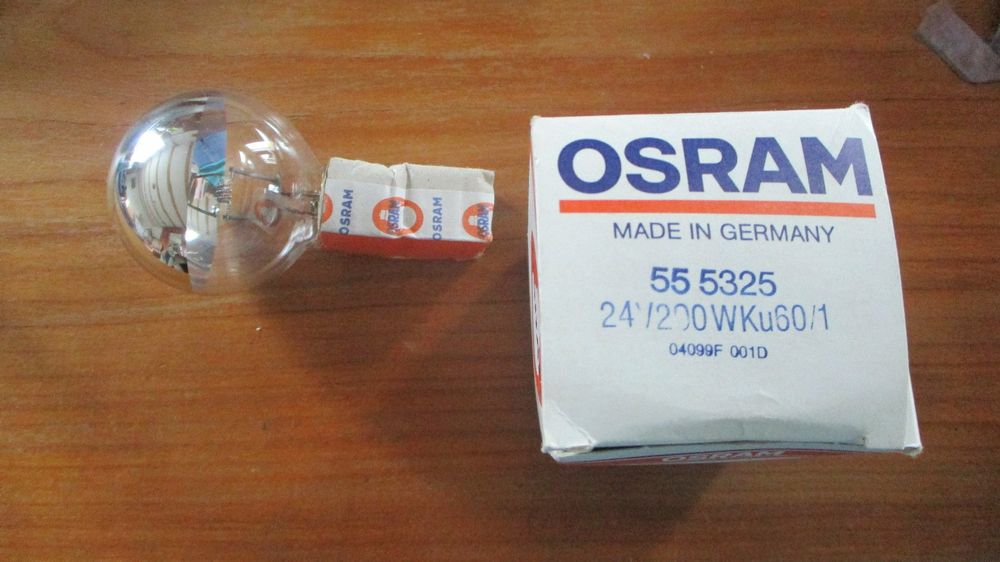 OSRAM
OSRAM
OSRAM
OSRAM
OSRAM
MADE IN GERMANY
55 5325
24V/200WKu60/1
04099F 001D
OSRAM